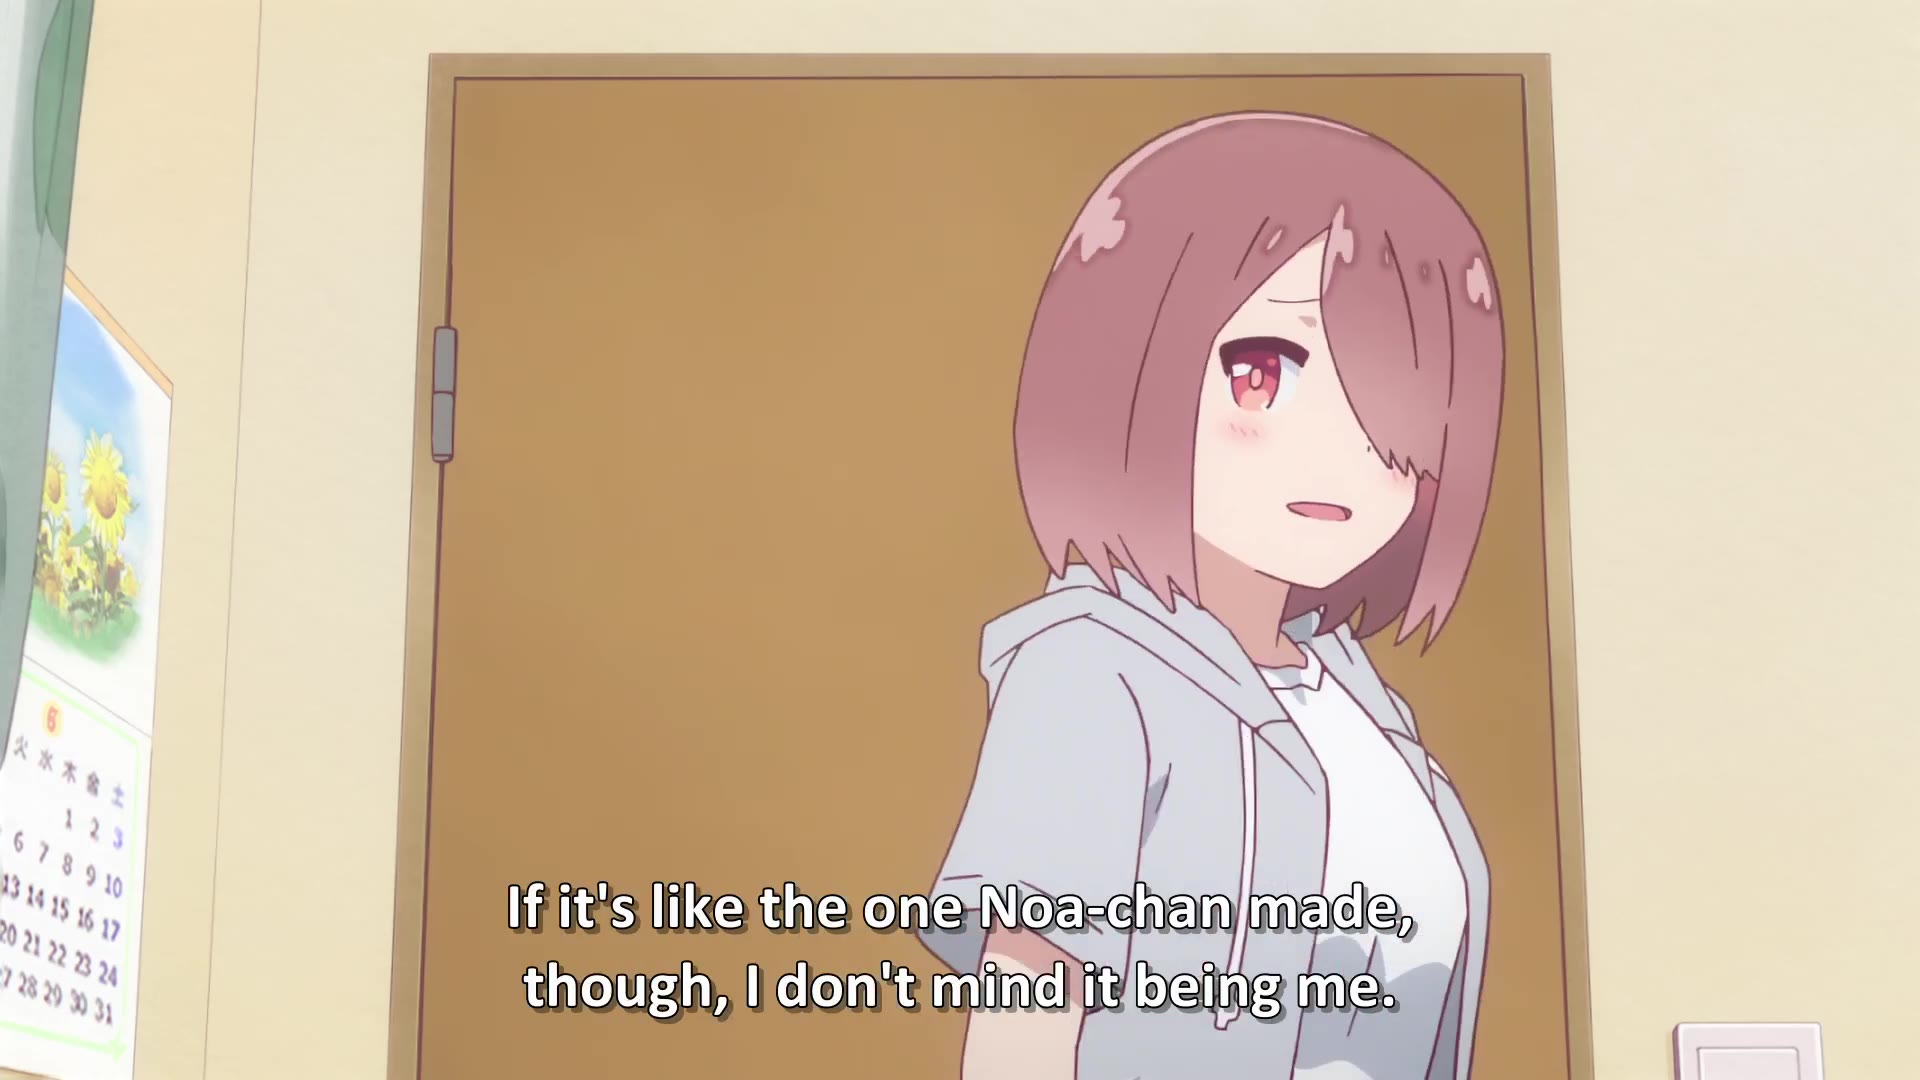 6
火 水 木 金 土
1 2 3
6 7 8 9 10
13 14 15 16 17
20 21 22 23 24
27 28 29 30 31
If it's like the one Noa-chan made,
though, I don't mind it being me.